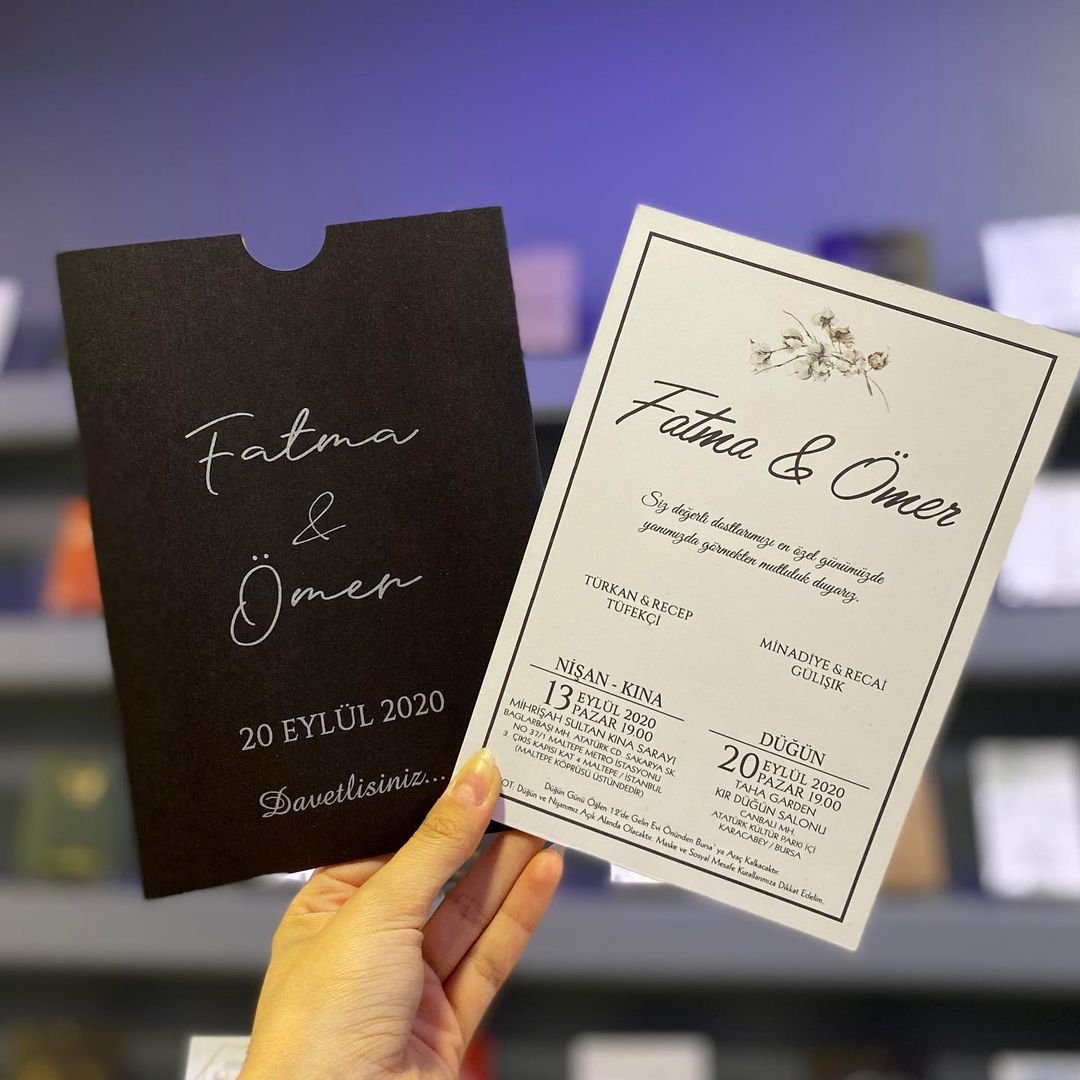 Fatma
&
Ömer
20 EYLÜL 2020
Davetlisiniz...
Fatma & Ömer
Siz değerli dostlarımızı en özel günümüzde
yanımızda görmekten mutluluk duyarız.
TÜRKAN & RECEP
TÜFEKÇİ
MİNADİYE & RECAİ
GÜLIŞIK
NİŞAN - KINA
13 EYLÜL 2020
PAZAR 19.00
MİHRİŞAH SULTAN KINA SARAYI
BAGLARBAŞI MH. ATATÜRK CD. SAKARYA SK
NO 37/1 MALTEPE METRO İSTASYONU
3. ÇIKIŞ KAPISI KAT 4 MALTEPE / İSTANBUL
(MALTEPE KÖPRÜSÜ ÜSTÜNDEDİR)
DÜĞÜN
20 EYLÜL 2020
PAZAR 19.00
TAHA GARDEN
KIR DÜĞÜN SALONU
CANBALI MH.
ATATÜRK KÜLTÜR PARKI İÇİ
KARACABEY / BURSA
Düğün Günü Öğlen 12'de Gelin Evi Önünden Bursa' ya Araç Kalkacaktır.
OT: Düğün ve Nişanımız Açık Alanda Olacaktır. Maske ve Sosyal Mesafe Kurallarımıza Dikkat Edelim.